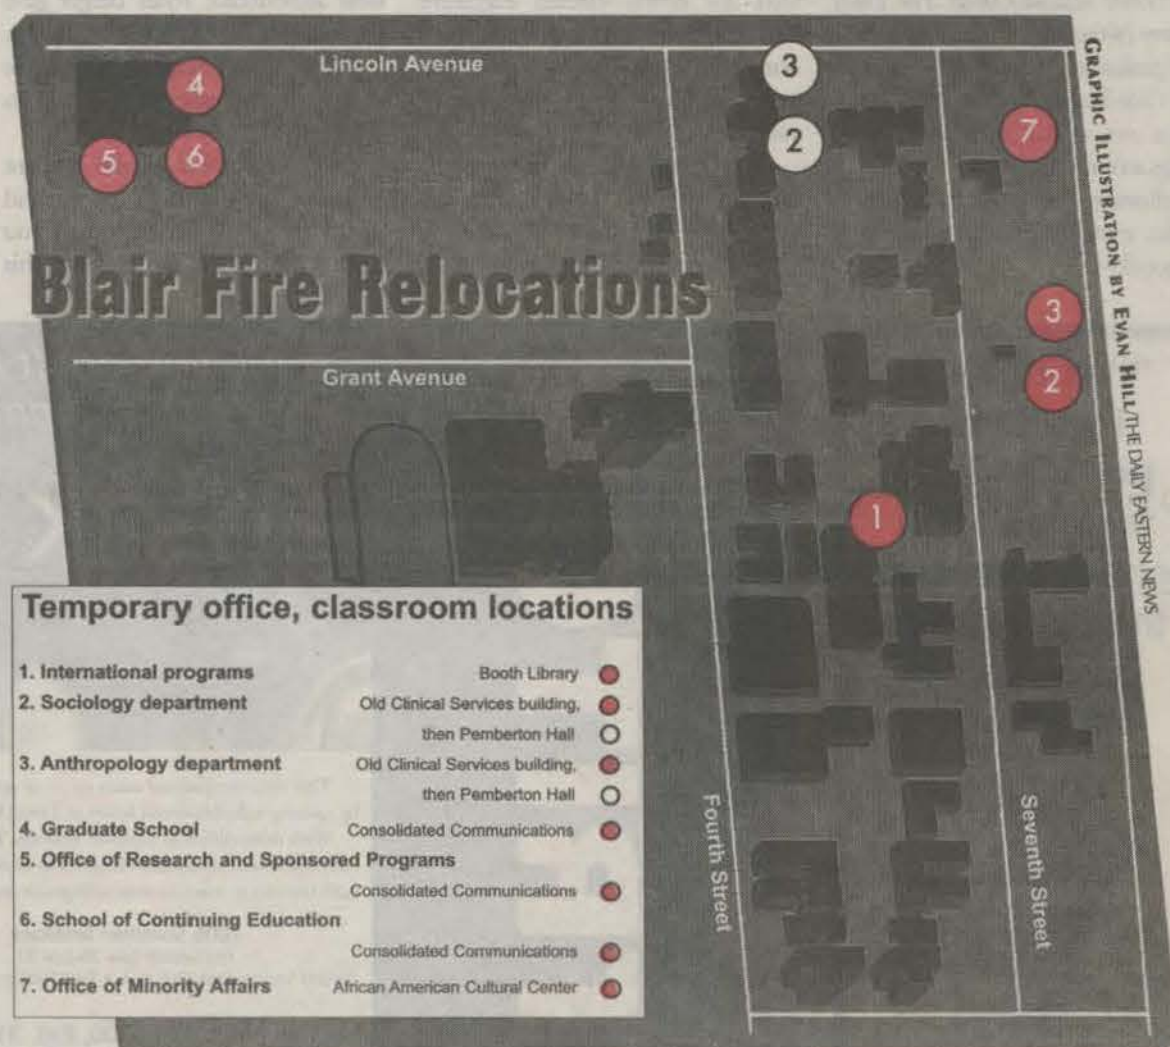 Lincoln Avenue
4
5
6
3
2
7
Blair Fire Relocations
3
2
Grant Avenue
1
Temporary office, classroom locations
1. International programs Booth Library
2. Sociology department Old Clinical Services building,
then Pemberton Hall
3. Anthropology department Old Clinical Services building,
then Pemberton Hall
4. Graduate School Consolidated Communications
5. Office of Research and Sponsored Programs
Consolidated Communications
6. School of Continuing Education
Consolidated Communications
7. Office of Minority Affairs African American Cultural Center
Fourth Street
Seventh Street
GRAPHIC ILLUSTRATION BY EVAN HILL/THE DAILY EASTERN NEWS